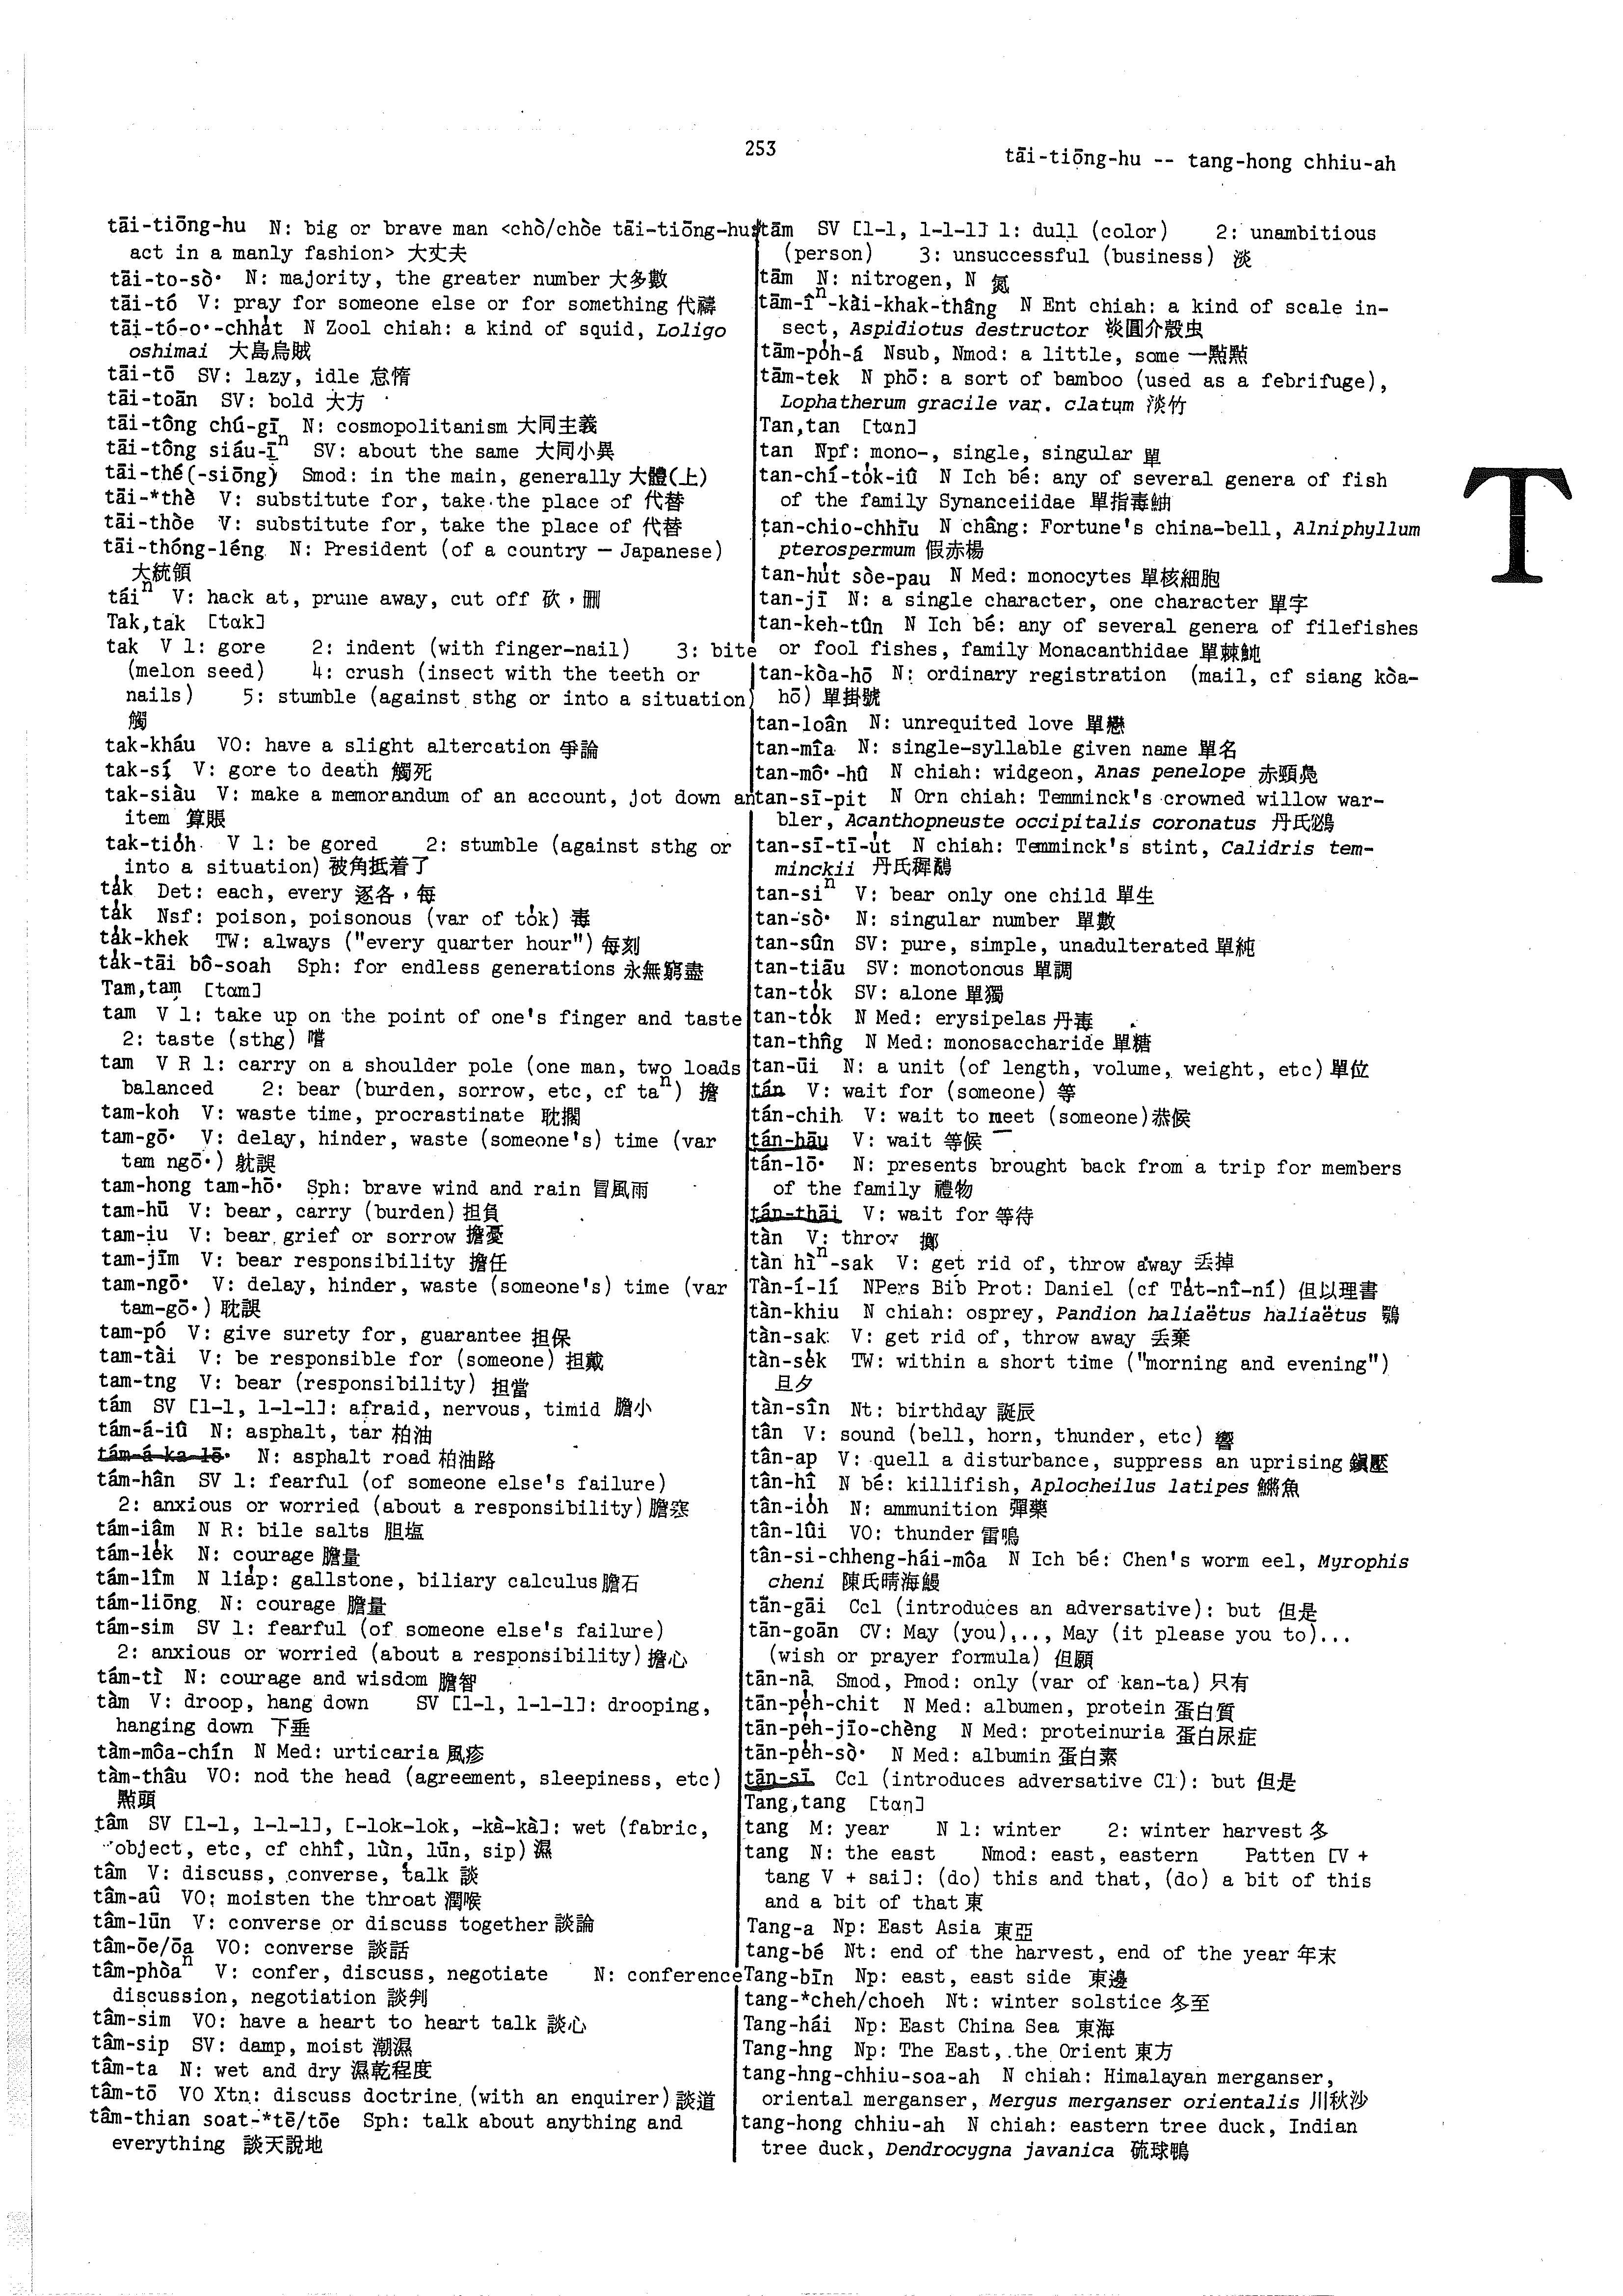 253
tāi-tiōng-hu -- tang-hong chhiu-ah
tāi-tiōng-hu N: big or brave man <chò/chòe tāi-tiōng-hu:
act in a manly fashion> 大丈夫
tāi-to-sò· N: majority, the greater number 大多數
tāi-tó V: pray for someone else or for something 代禱
tāi-tó-o·-chha̍t N Zool chiah: a kind of squid, Loligo
oshimai 大島烏賊
tāi-tō SV: lazy, idle 怠惰
tāi-toān SV: bold 大方
tāi-tông chú-gī N: cosmopolitanism 大同主義
tāi-tông siáu-īⁿ SV: about the same 大同小異
tāi-thé(-siōng) Smod: in the main, generally 大體(上)
tāi-*thè V: substitute for, take the place of 代替
tāi-thòe V: substitute for, take the place of 代替
tāi-thóng-léng N: President (of a country — Japanese)
大統領
táiⁿ V: hack at, prune away, cut off 砍，刪
Tak,tak [tak]
tak V 1: gore 2: indent (with finger-nail) 3: bite
(melon seed) 4: crush (insect with the teeth or
nails) 5: stumble (against sthg or into a situation)
觸
tak-kháu VO: have a slight altercation 爭論
tak-sí V: gore to death 觸死
tak-siàu V: make a memorandum of an account, jot down an
item 算賬
tak-tio̍h V 1: be gored 2: stumble (against sthg or
into a situation) 被角抵着了
ta̍k Det: each, every 逐各，每
ta̍k Nsf: poison, poisonous (var of to̍k) 毒
ta̍k-khek TW: always ("every quarter hour") 每刻
ta̍k-tāi bô-soah Sph: for endless generations 永無窮盡
Tam,tam [tam]
tam V 1: take up on the point of one's finger and taste
2: taste (sthg) 嚐
tam V R 1: carry on a shoulder pole (one man, two loads
balanced 2: bear (burden, sorrow, etc, cf taⁿ) 擔
tam-koh V: waste time, procrastinate 耽擱
tam-gō· V: delay, hinder, waste (someone's) time (var
tam ngō·) 躭誤
tam-hong tam-hō· Sph: brave wind and rain 冒風雨
tam-hū V: bear, carry (burden) 担負
tam-iu V: bear grief or sorrow 擔憂
tam-jīm V: bear responsibility 擔任
tam-ngō· V: delay, hinder, waste (someone's) time (var
tam-gō·) 耽誤
tam-pó V: give surety for, guarantee 担保
tam-tài V: be responsible for (someone) 担戴
tam-tng V: bear (responsibility) 担當
tám SV [1-1, 1-1-1]: afraid, nervous, timid 膽小
tám-á-iû N: asphalt, tar 柏油
tám-á ka-lō· N: asphalt road 柏油路
tám-hân SV 1: fearful (of someone else's failure)
2: anxious or worried (about a responsibility) 膽寒
tám-iâm N R: bile salts 胆塩
tám-le̍k N: courage 膽量
tám-lîm N lia̍p: gallstone, biliary calculus 膽石
tám-liōng N: courage 膽量
tám-sim SV 1: fearful (of someone else's failure)
2: anxious or worried (about a responsibility) 擔心
tám-tì N: courage and wisdom 膽智
tàm V: droop, hang down SV [1-1, 1-1-1]: drooping,
hanging down 下垂
tàm-môa-chín N Med: urticaria 風疹
tàm-thâu VO: nod the head (agreement, sleepiness, etc)
點頭
tâm SV [1-1, 1-1-1], [-lok-lok, -kà-kà]: wet (fabric,
object, etc, cf chhî, lùn, lūn, sip) 濕
tâm V: discuss, converse, talk 談
tâm-aû VO: moisten the throat 潤喉
tâm-lūn V: converse or discuss together 談論
tâm-ōe/ōa VO: converse 談話
tâm-phòaⁿ V: confer, discuss, negotiate N: conference
discussion, negotiation 談判
tâm-sim VO: have a heart to heart talk 談心
tâm-sip SV: damp, moist 潮濕
tâm-ta N: wet and dry 濕乾程度
tâm-tō VO Xtn: discuss doctrine (with an enquirer) 談道
tâm-thian soat-*tē/tōe Sph: talk about anything and
everything 談天說地
tām SV [1-1, 1-1-1] 1: dull (color) 2: unambitious
(person) 3: unsuccessful (business) 淡
tām N: nitrogen, N 氮
tām-îⁿ-kài-khak-thâng N Ent chiah: a kind of scale in-
sect, Aspidiotus destructor 淡圓介殼虫
tām-po̍h-á Nsub, Nmod: a little, some 一點點
tām-tek N phō: a sort of bamboo (used as a febrifuge),
Lophatherum gracile var. clatum 淡竹
Tan,tan [tan]
tan Npf: mono-, single, singular 單
tan-chí-to̍k-iû N Ich bé: any of several genera of fish
of the family Synanceiidae 單指毒鮋
tan-chio-chhīu N châng: Fortune's china-bell, Alniphyllum
pterospermum 假赤楊
tan-hu̍t sòe-pau N Med: monocytes 單核細胞
tan-jī N: a single character, one character 單字
tan-keh-tûn N Ich bé: any of several genera of filefishes
or fool fishes, family Monacanthidae 單棘魨
tan-kòa-hō N: ordinary registration (mail, cf siang kòa-
hō) 單掛號
tan-loân N: unrequited love 單戀
tan-mîa N: single-syllable given name 單名
tan-mô·-hû N chiah: widgeon, Anas penelope 赤頸鳧
tan-sī-pit N Orn chiah: Temminck's crowned willow war-
bler, Acanthopneuste occipitalis coronatus 丹氏鷝
tan-sī-tī-u̍t N chiah: Temminck's stint, Calidris tem-
minckii 丹氏穉鷸
tan-siⁿ V: bear only one child 單生
tan-sò· N: singular number 單數
tan-sûn SV: pure, simple, unadulterated 單純
tan-tiāu SV: monotonous 單調
tan-to̍k SV: alone 單獨
tan-to̍k N Med: erysipelas 丹毒
tan-thn̂g N Med: monosaccharide 單糖
tan-ūi N: a unit (of length, volume, weight, etc) 單位
tán V: wait for (someone) 等
tán-chih V: wait to meet (someone) 恭候
tán-hāu V: wait 等候
tán-lō· N: presents brought back from a trip for members
of the family 禮物
tán-thāi V: wait for 等待
tàn V: throw 擲
tàn hìⁿ-sak V: get rid of, throw away 丢掉
Tàn-í-lí NPers Bib Prot: Daniel (cf Ta̍t-nî-ní) 但以理書
tàn-khiu N chiah: osprey, Pandion haliaëtus haliaëtus 鶚
tàn-sak V: get rid of, throw away 丢棄
tàn-se̍k TW: within a short time ("morning and evening")
旦夕
tàn-sîn Nt: birthday 誕辰
tân V: sound (bell, horn, thunder, etc) 響
tân-ap V: quell a disturbance, suppress an uprising 鎮壓
tân-hî N bé: killifish, Aplocheilus latipes 鱂魚
tân-io̍h N: ammunition 彈藥
tân-lûi VO: thunder 雷鳴
tân-si-chheng-hái-môa N Ich bé: Chen's worm eel, Myrophis
cheni 陳氏晴海鰻
tān-gāi Ccl (introduces an adversative): but 但是
tān-goān CV: May (you)..., May (it please you to)...
(wish or prayer formula) 但願
tān-nā Smod, Pmod: only (var of kan-ta) 只有
tān-pe̍h-chit N Med: albumen, protein 蛋白質
tān-pe̍h-jīo-chèng N Med: proteinuria 蛋白尿症
tān-pe̍h-sò· N Med: albumin 蛋白素
tān-sī Ccl (introduces adversative Cl): but 但是
Tang,tang [taŋ]
tang M: year N 1: winter 2: winter harvest 冬
tang N: the east Nmod: east, eastern Patten [V +
tang V + sai]: (do) this and that, (do) a bit of this
and a bit of that 東
Tang-a Np: East Asia 東亞
tang-bé Nt: end of the harvest, end of the year 年末
Tang-bīn Np: east, east side 東邊
tang-*cheh/choeh Nt: winter solstice 冬至
Tang-hái Np: East China Sea 東海
Tang-hng Np: The East, the Orient 東方
tang-hng-chhiu-soa-ah N chiah: Himalayan merganser,
oriental merganser, Mergus merganser orientalis 川秋沙
tang-hong chhiu-ah N chiah: eastern tree duck, Indian
tree duck, Dendrocygna javanica 硫球鴨
T